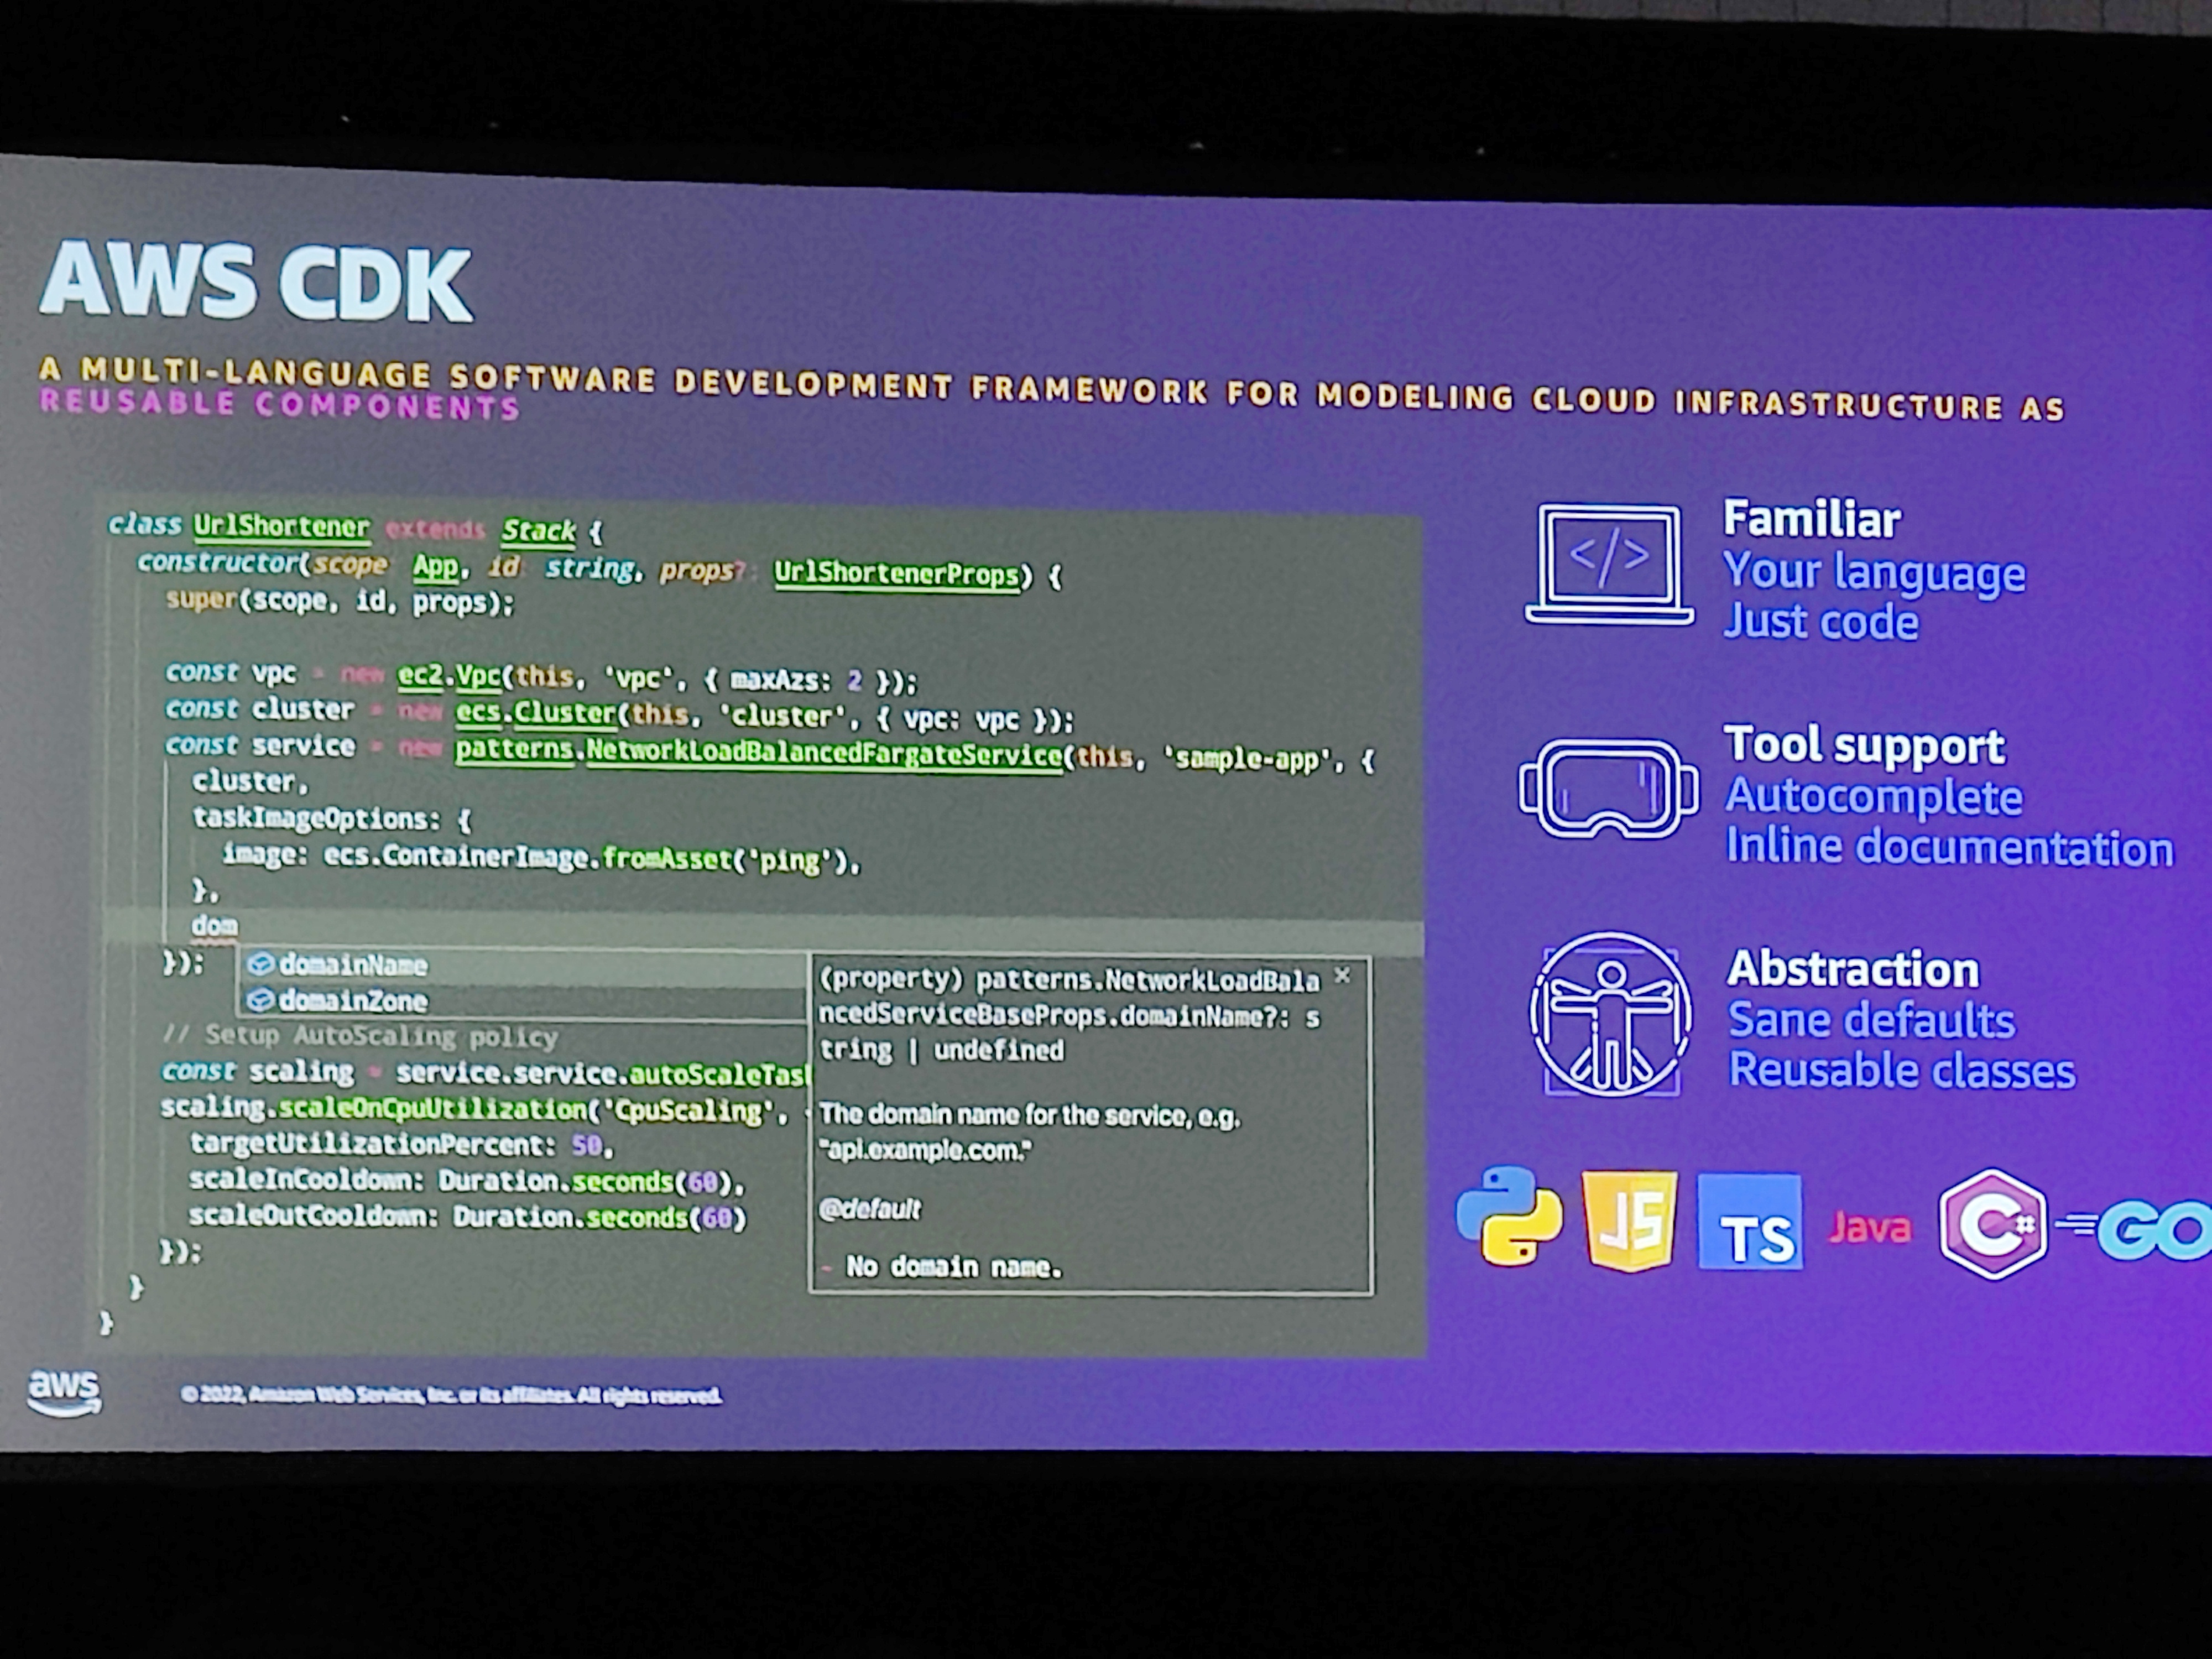 AWS CDK
A MULTI-LANGUAGE SOFTWARE DEVELOPMENT FRAMEWORK FOR MODELING CLOUD INFRASTRUCTURE AS
REUSABLE COMPONENTS
class UrlShortener extends Stack {
constructor(scope: App, id: string, props?: UrlShortenerProps) {
super(scope, id, props);
const vpc = new ec2.Vpc(this, 'vpc', { maxAzs: 2 });
const cluster = new ecs.Cluster(this, 'cluster', { vpc: vpc });
const service = new patterns.NetworkLoadBalancedFargateService(this, 'sample-app', {
cluster,
taskImageOptions: {
image: ecs.ContainerImage.fromAsset('ping'),
},
dom
});
domainName
domainZone
(property) patterns.NetworkLoadBala
ncedServiceBaseProps.domainName?: s
tring | undefined
The domain name for the service, e.g.
"api.example.com."
@default
- No domain name.
// Setup AutoScaling policy
const scaling = service.service.autoScaleTas
scaling.scaleOnCpuUtilization('CpuScaling',
targetUtilizationPercent: 50,
scaleInCooldown: Duration.seconds(60),
scaleOutCooldown: Duration.seconds(60)
});
}
}
Familiar
Your language
Just code
Tool support
Autocomplete
Inline documentation
Abstraction
Sane defaults
Reusable classes
JS
TS
Java
C#
GO
aws
© 2022, Amazon Web Services, Inc. or its affiliates. All rights reserved.